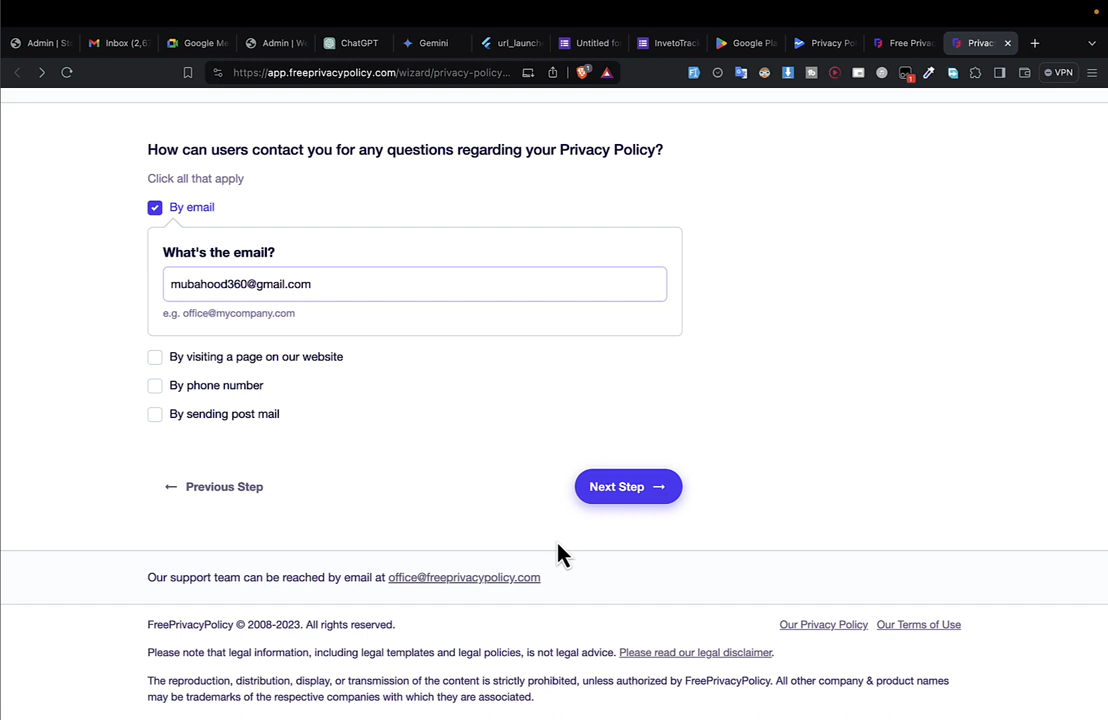 Admin | St
Inbox (2,6
Google Me
Admin | W
ChatGPT
Gemini
url_launch
Untitled fo
InvetoTrac
Google Pla
Privacy Po
Free Priva
Privac
https://app.freeprivacypolicy.com/wizard/privacy-policy...
1
1
VPN
How can users contact you for any questions regarding your Privacy Policy?
Click all that apply
By email
What's the email?
mubahood360@gmail.com
e.g. office@mycompany.com
By visiting a page on our website
By phone number
By sending post mail
← Previous Step
Next Step →
Our support team can be reached by email at office@freeprivacypolicy.com
FreePrivacyPolicy © 2008-2023. All rights reserved.
Our Privacy Policy Our Terms of Use
Please note that legal information, including legal templates and legal policies, is not legal advice. Please read our legal disclaimer.
The reproduction, distribution, display, or transmission of the content is strictly prohibited, unless authorized by FreePrivacyPolicy. All other company & product names
may be trademarks of the respective companies with which they are associated.